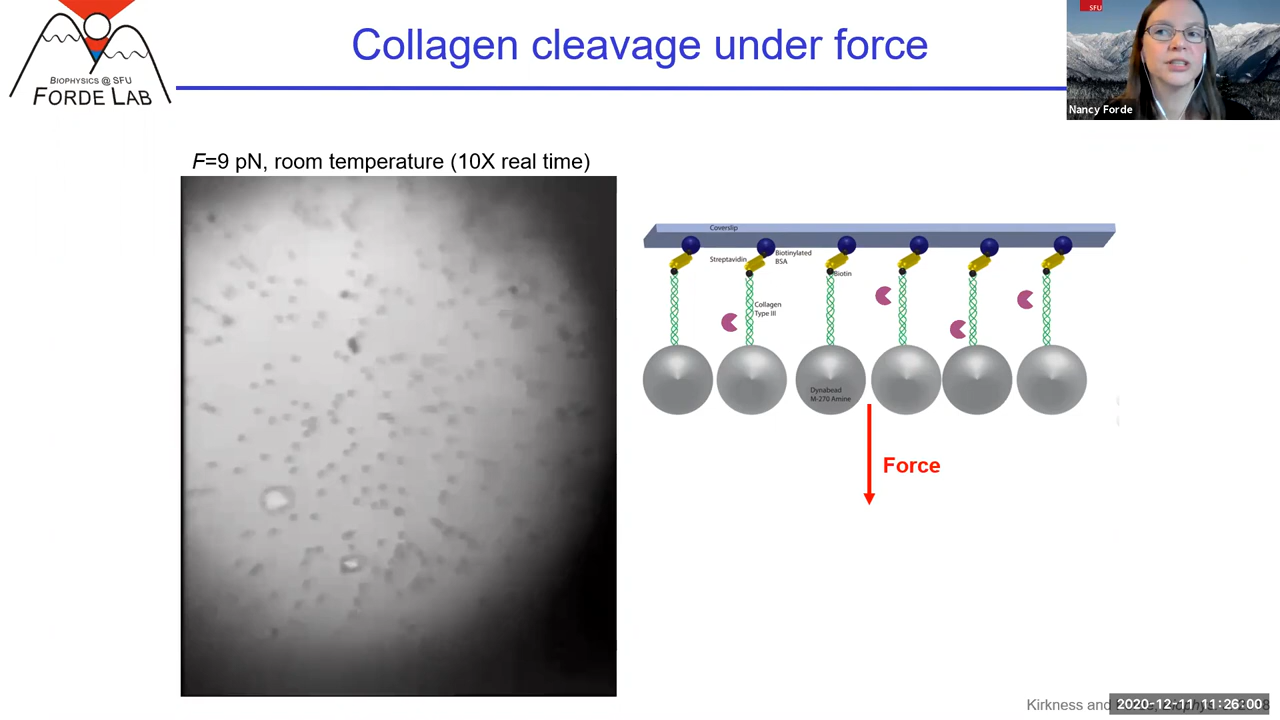 BIOPHYSICS @ SFU
FORDE LAB
Collagen cleavage under force
SFU
Nancy Forde
F=9 pN, room temperature (10X real time)
Coverslip
Streptavidin
Biotinylated
BSA
Biotin
Collagen
Type III
Dynabead
M-270 Amine
Force
Kirkness and
2020-12-11 11:26:00